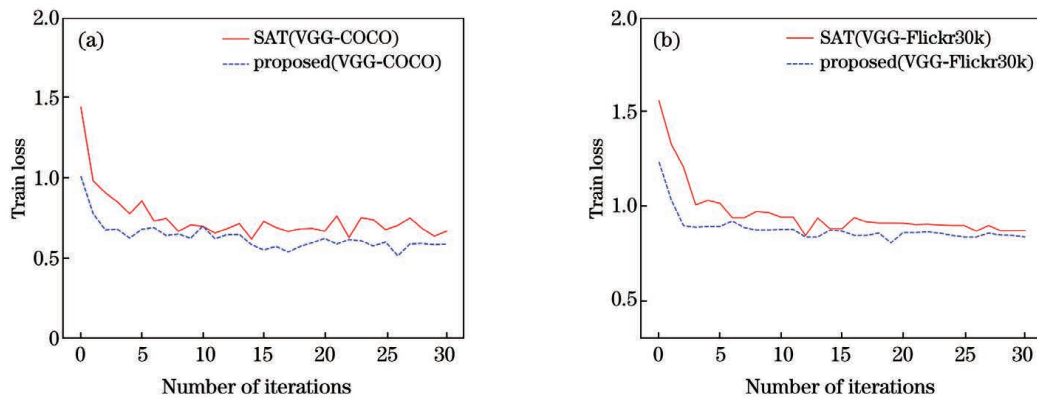 (a)
SAT(VGG-COCO)
proposed(VGG-COCO)
Train loss
2.0
1.5
1.0
0.5
0
0 5 10 15 20 25 30
Number of iterations
(b)
SAT(VGG-Flickr30k)
proposed(VGG-Flickr30k)
Train loss
2.0
1.5
1.0
0.5
0 5 10 15 20 25 30
Number of iterations